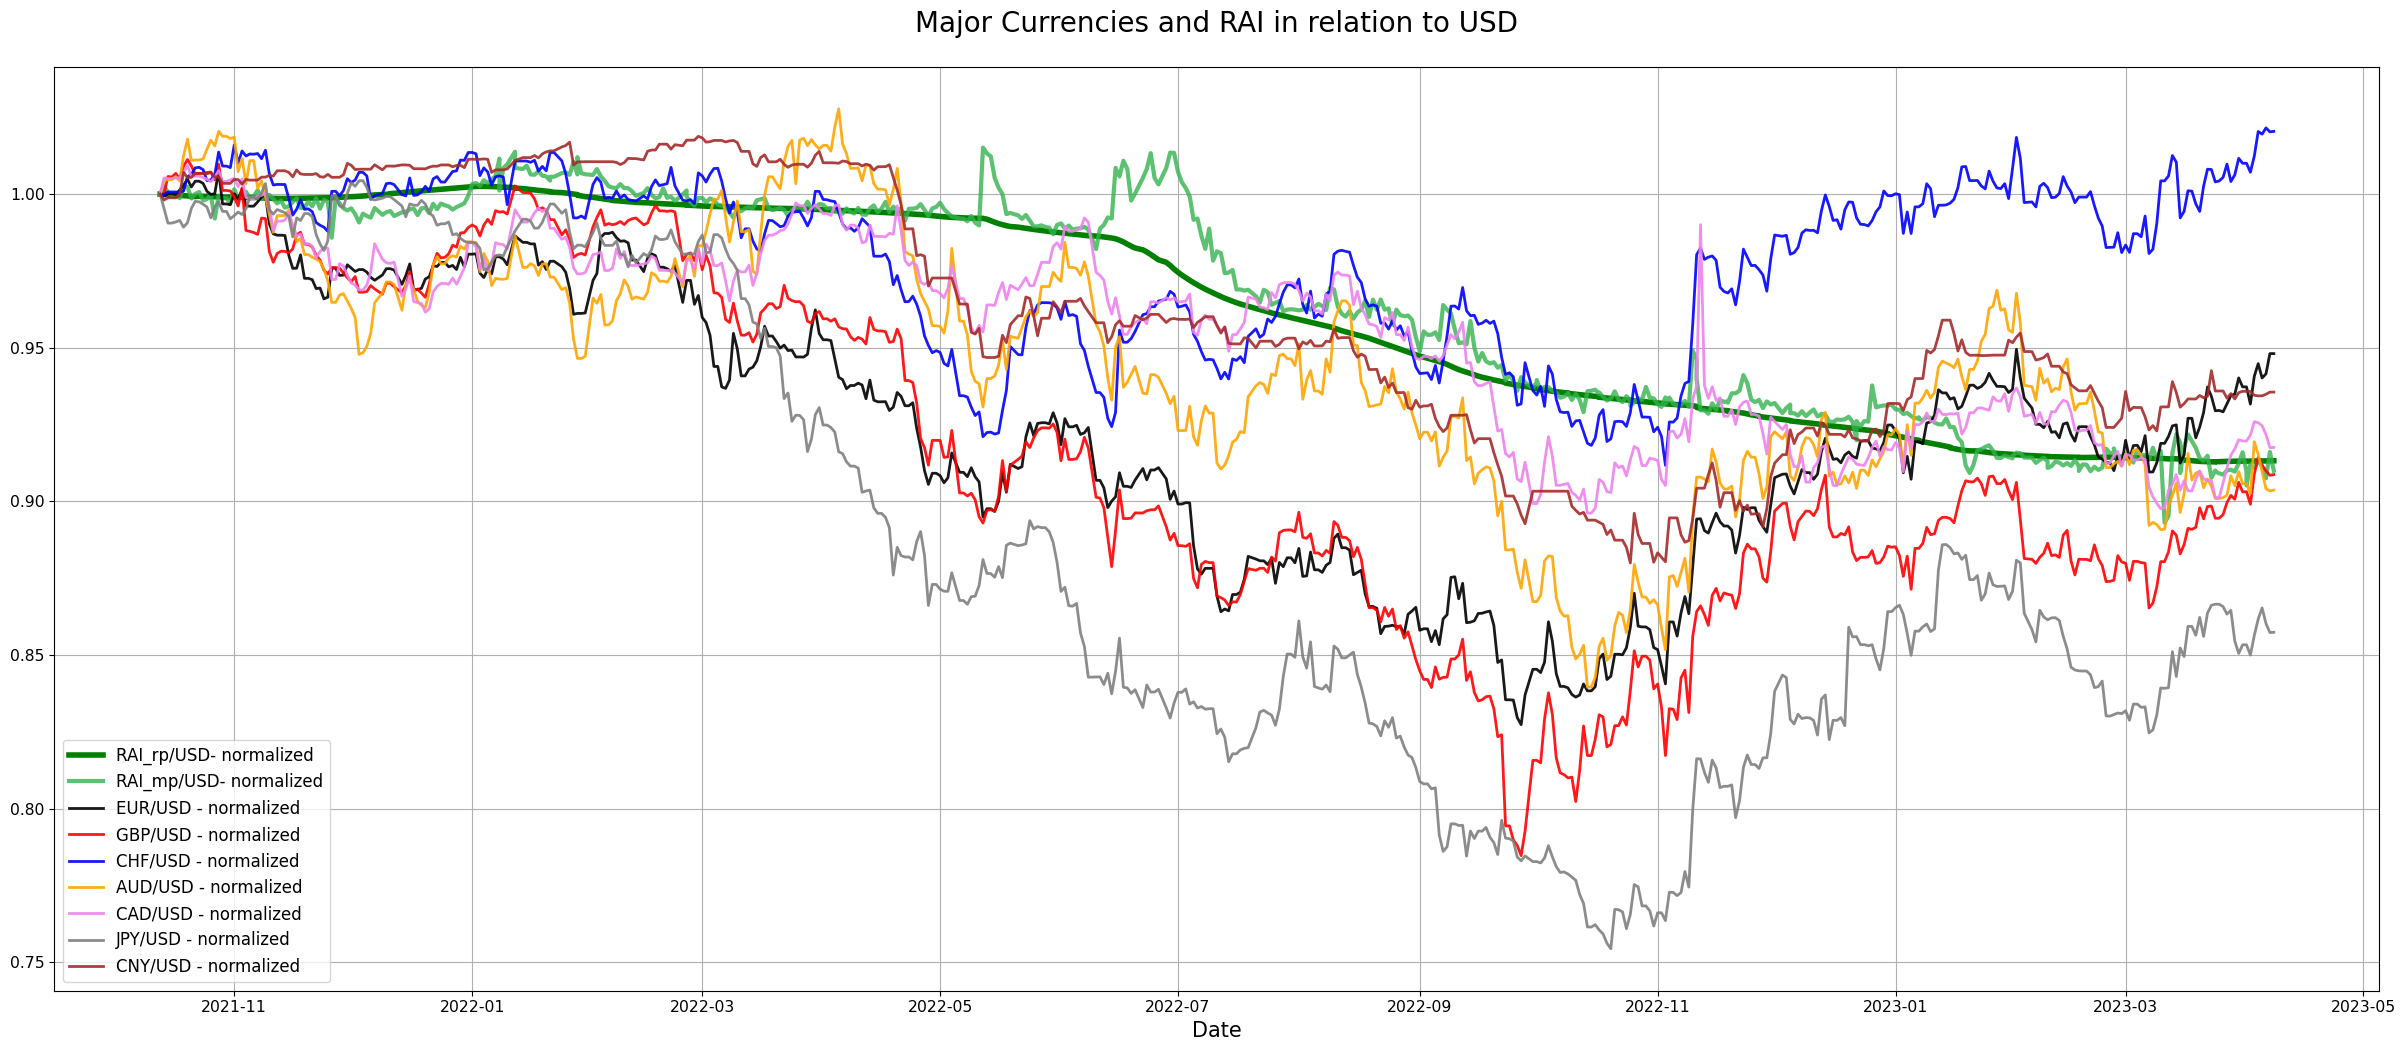 Major Currencies and RAI in relation to USD
1.00
0.95
0.90
0.85
0.80
0.75
RAI_rp/USD- normalized
RAI_mp/USD- normalized
EUR/USD - normalized
GBP/USD - normalized
CHF/USD - normalized
AUD/USD - normalized
CAD/USD - normalized
JPY/USD - normalized
CNY/USD - normalized
2021-11 2022-01 2022-03 2022-05 2022-07 2022-09 2022-11 2023-01 2023-03 2023-05
Date